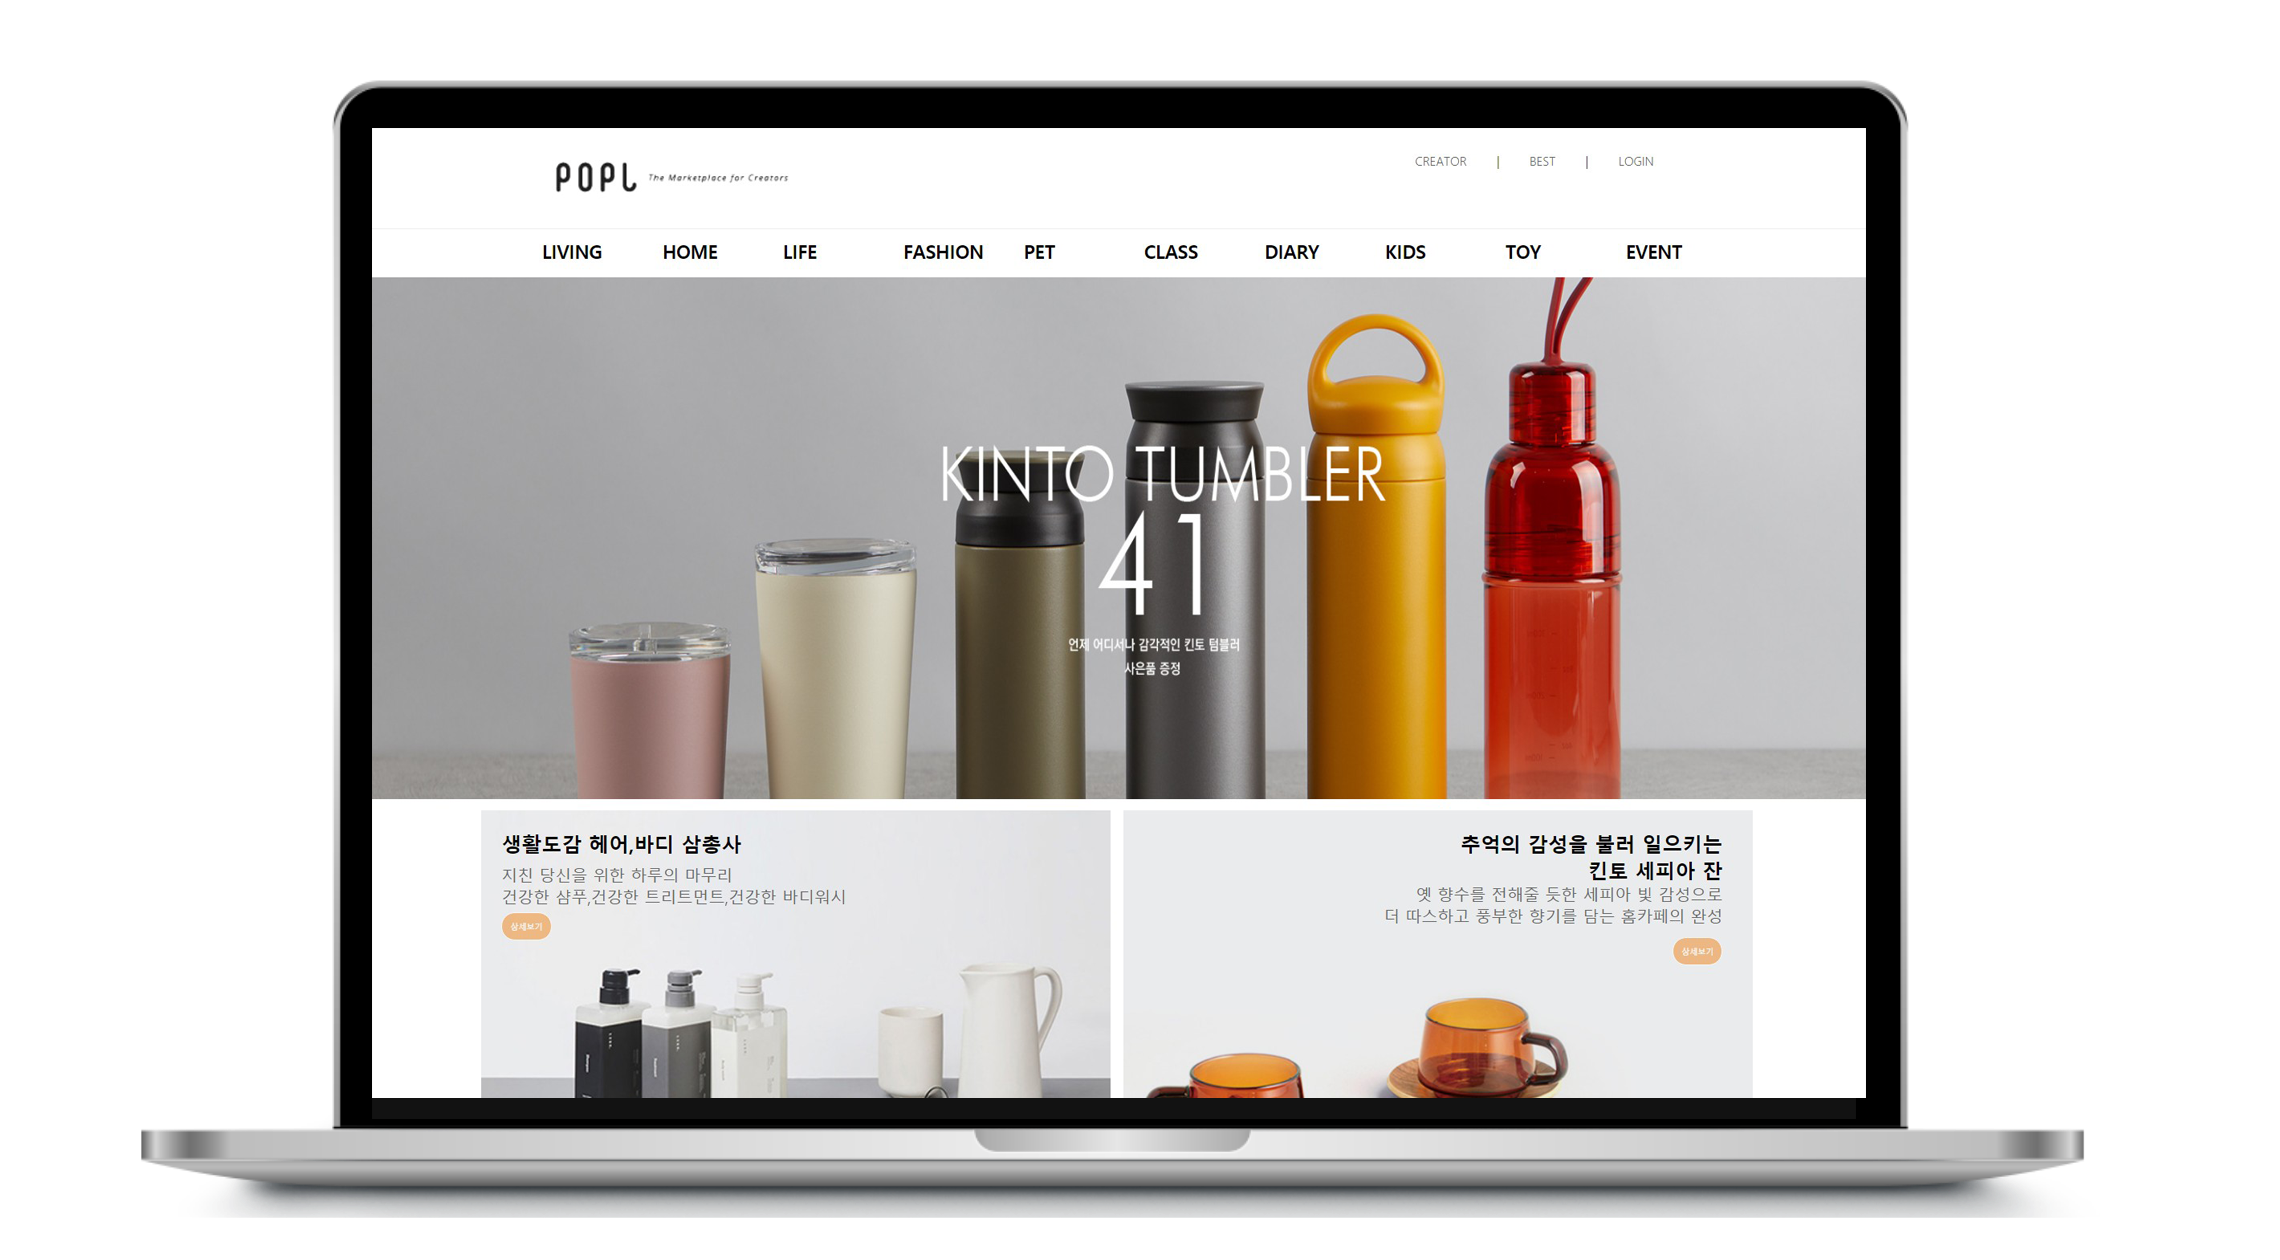 POPL The Marketplace for Creators
CREATOR | BEST | LOGIN
LIVING HOME LIFE FASHION PET CLASS DIARY KIDS TOY EVENT
KINTO TUMBLER
41
언제 어디서나 감각적인 킨토 텀블러
사은품 증정
생활도감 헤어,바디 삼총사
지친 당신을 위한 하루의 마무리
건강한 샴푸,건강한 트리트먼트,건강한 바디워시
상세보기
추억의 감성을 불러 일으키는
킨토 세피아 잔
옛 향수를 전해줄 듯한 세피아 빛 감성으로
더 따스하고 풍부한 향기를 담는 홈카페의 완성
상세보기